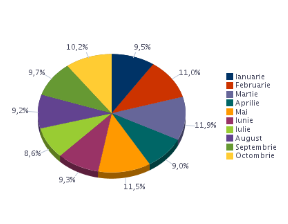 10,2%
9,5%
9,7%
11,0%
9,2%
11,9%
8,6%
9,0%
9,3%
11,5%
Ianuarie
Februarie
Martie
Aprilie
Mai
Iunie
Iulie
August
Septembrie
Octombrie